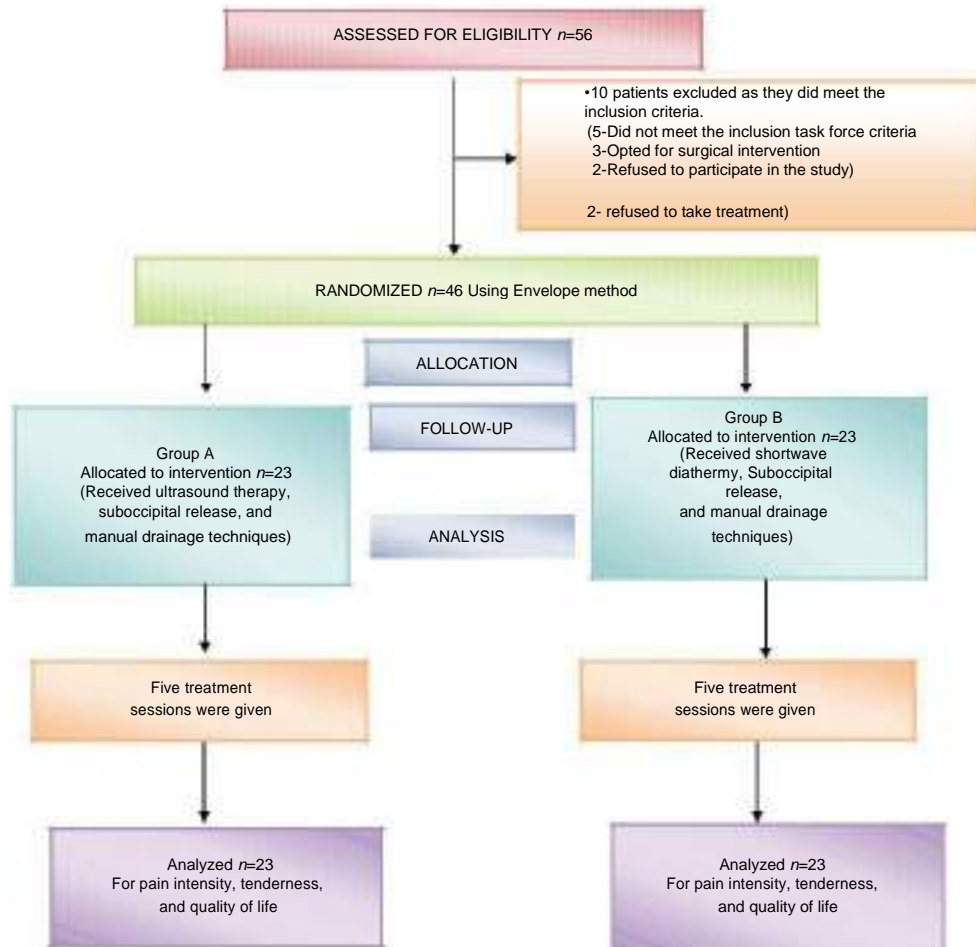 ASSESSED FOR ELIGIBILITY n=56
•10 patients excluded as they did meet the
inclusion criteria.
(5-Did not meet the inclusion task force criteria
3-Opted for surgical intervention
2-Refused to participate in the study)
2- refused to take treatment)
RANDOMIZED n=46 Using Envelope method
ALLOCATION
FOLLOW-UP
ANALYSIS
Group A
Allocated to intervention n=23
(Received ultrasound therapy,
suboccipital release, and
manual drainage techniques)
Group B
Allocated to intervention n=23
(Received shortwave
diathermy, Suboccipital
release,
and manual drainage
techniques)
Five treatment
sessions were given
Five treatment
sessions were given
Analyzed n=23
For pain intensity, tenderness,
and quality of life
Analyzed n=23
For pain intensity, tenderness,
and quality of life